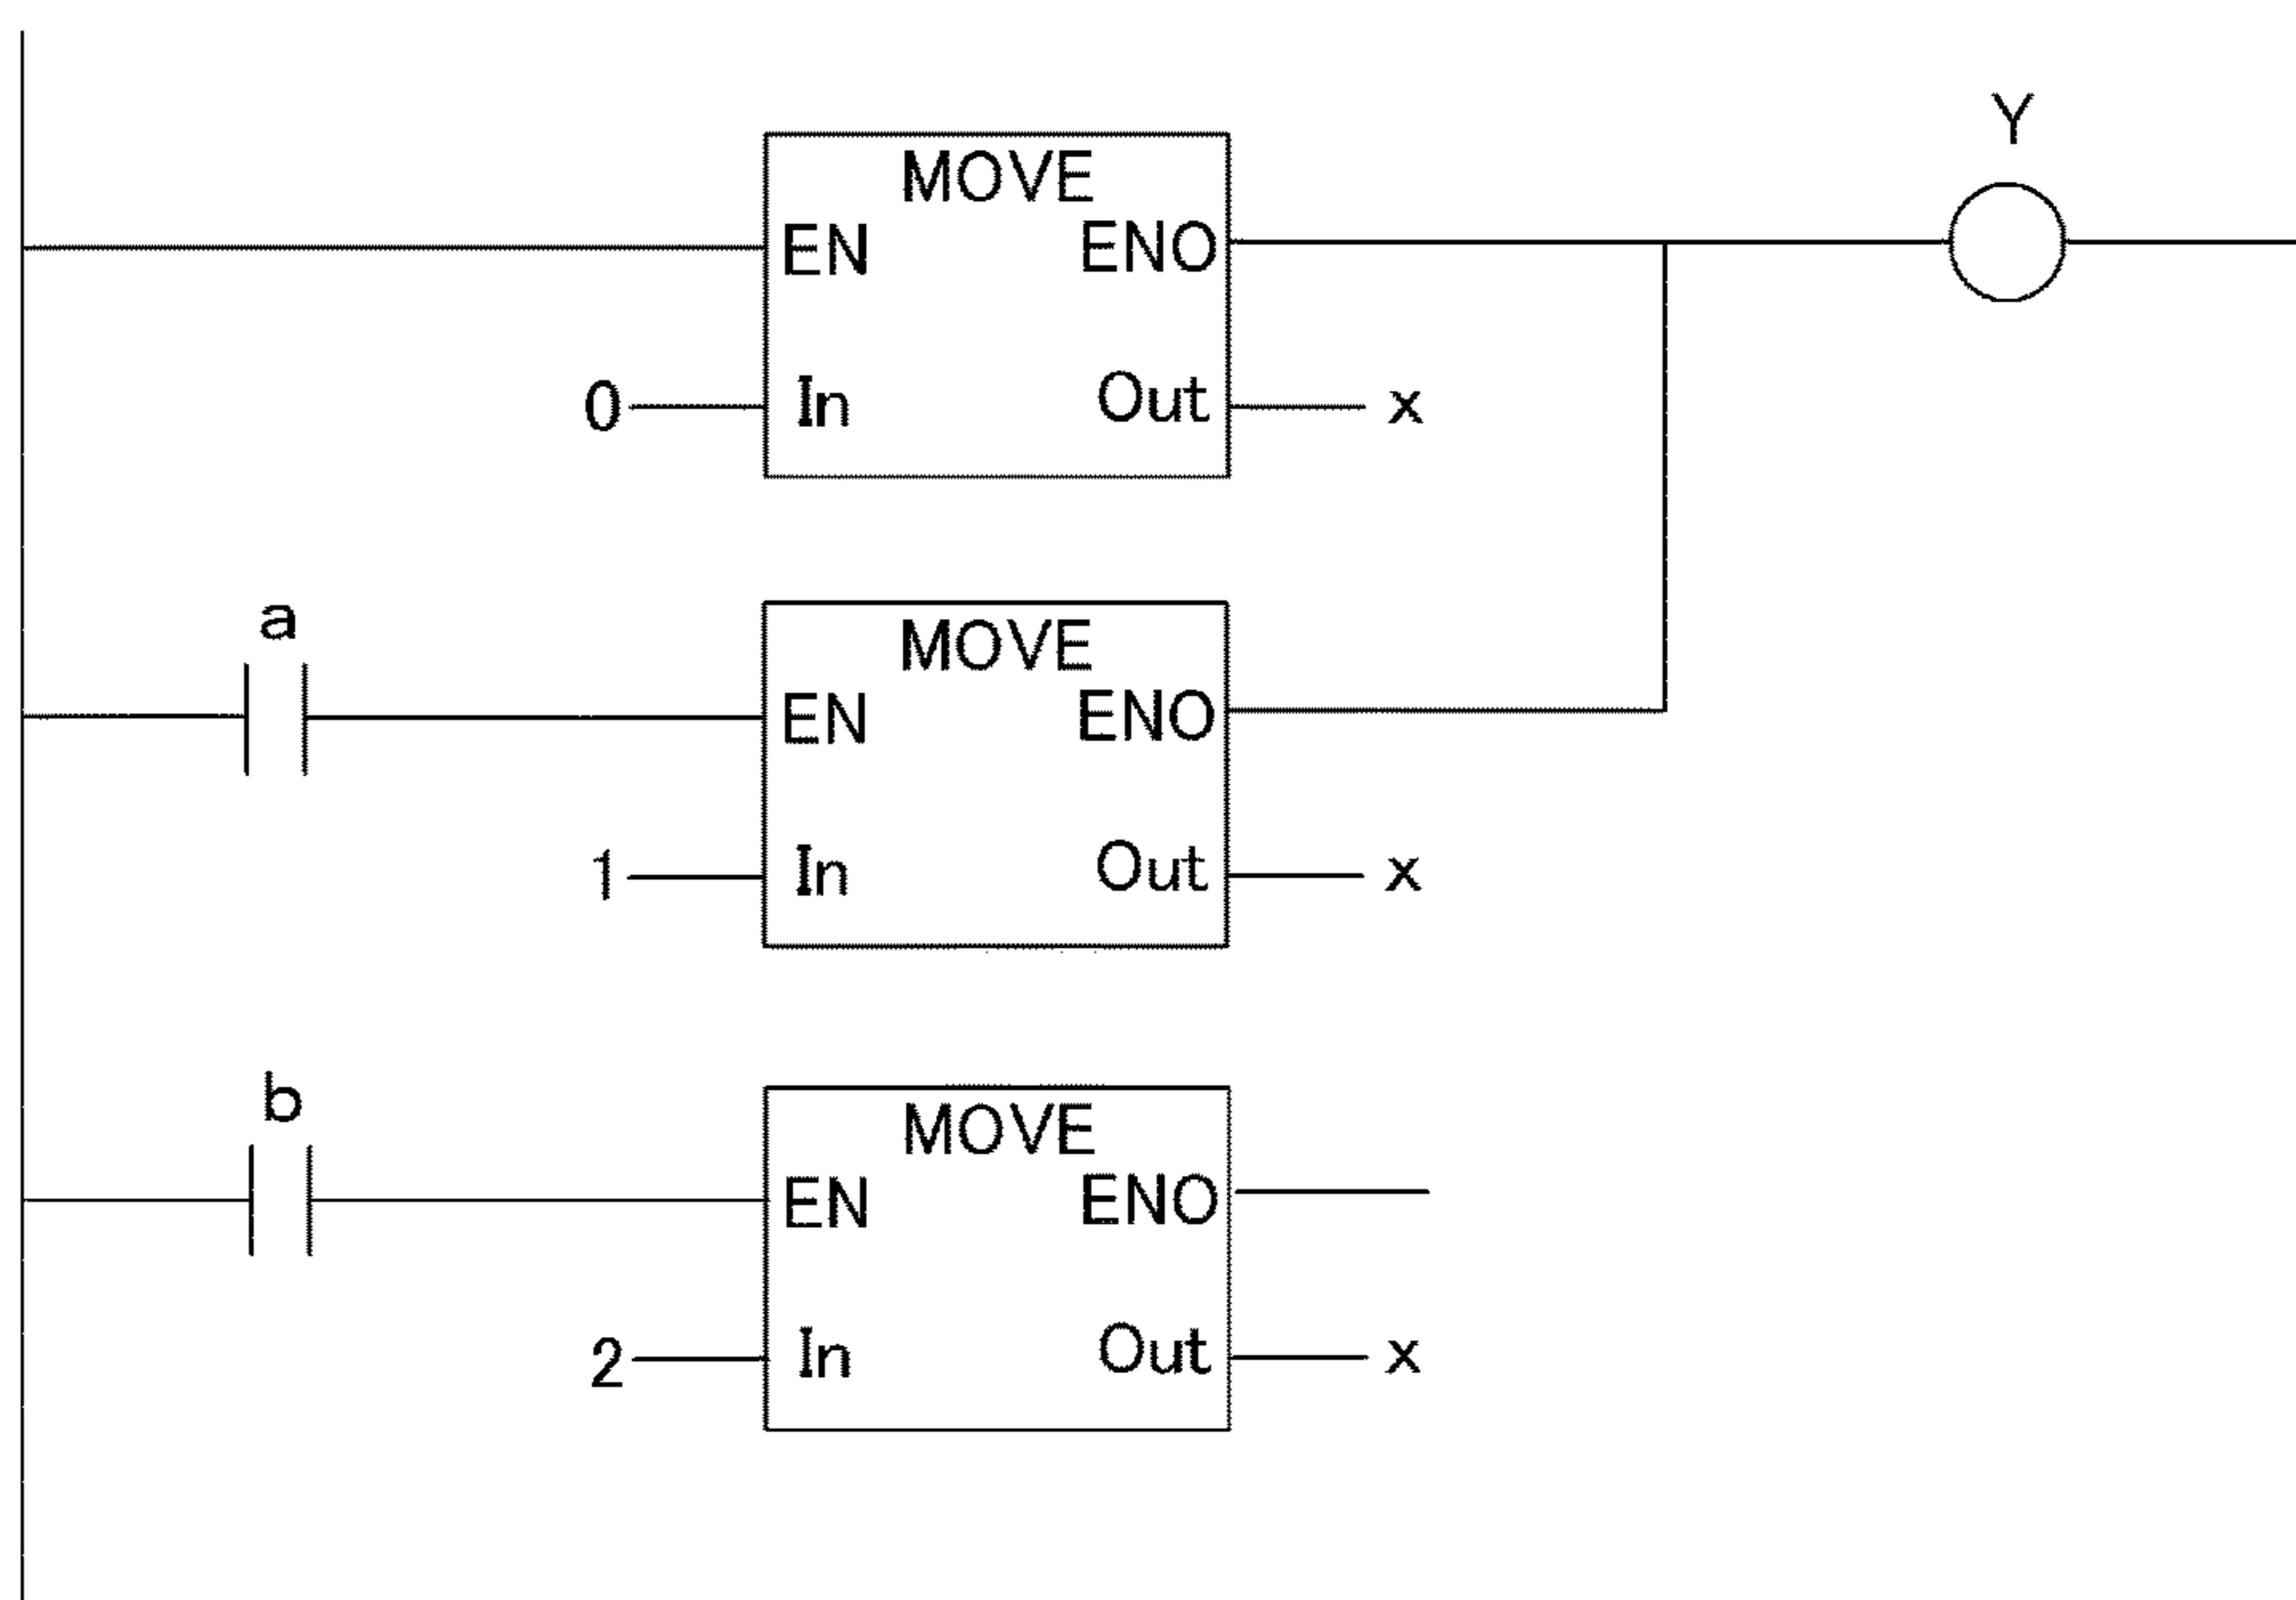 Y
MOVE
EN ENO
0 In Out x
a
MOVE
EN ENO
1 In Out x
b
MOVE
EN ENO
2 In Out x